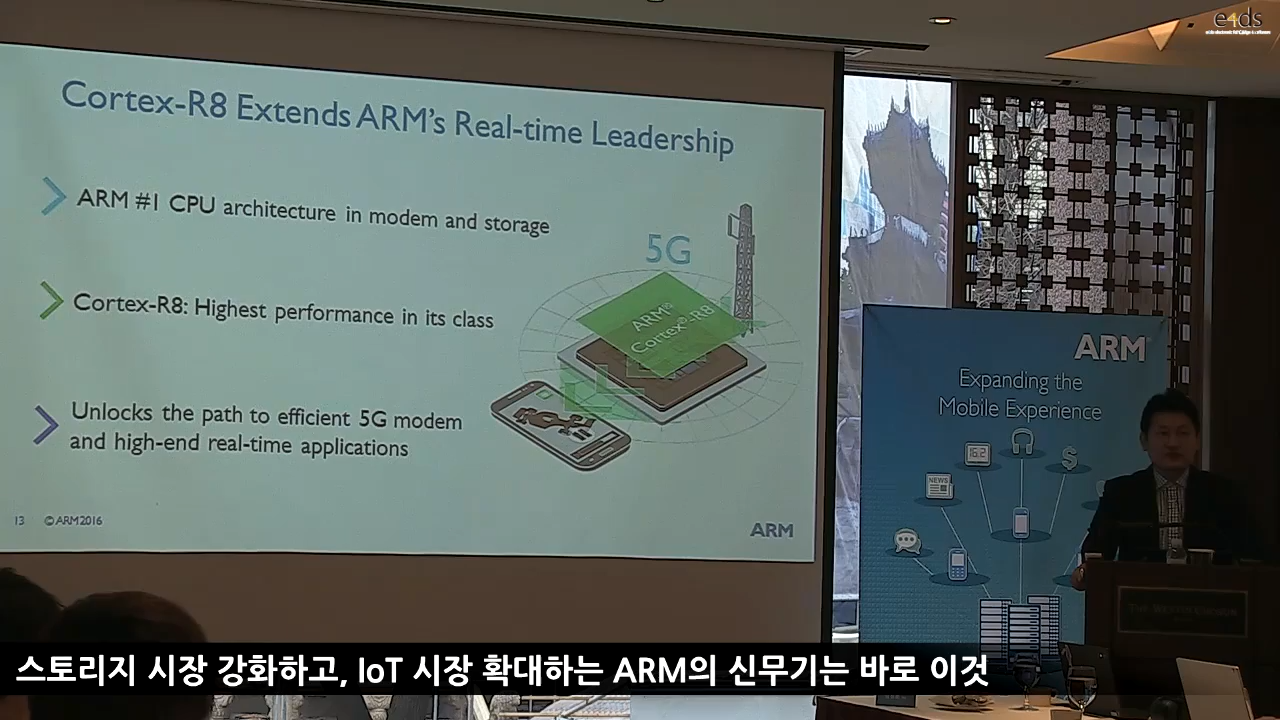 e4ds
Cortex-R8 Extends ARM's Real-time Leadership
ARM #1 CPU architecture in modem and storage
Cortex-R8: Highest performance in its class
Unlocks the path to efficient 5G modem
and high-end real-time applications
5G
ARM®
Cortex®-R8
13 ©ARM2016
ARM
ARM®
Expanding the
Mobile Experience
16.2
$
NEWS
스토리지 시장 강화하고, IoT 시장 확대하는 ARM의 신무기는 바로 이것